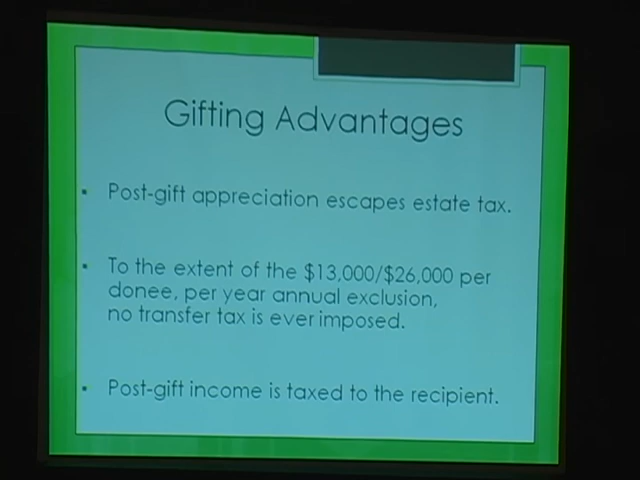 Gifting Advantages
• Post-gift appreciation escapes estate tax.
• To the extent of the $13,000/$26,000 per
donee, per year annual exclusion,
no transfer tax is ever imposed.
• Post-gift income is taxed to the recipient.